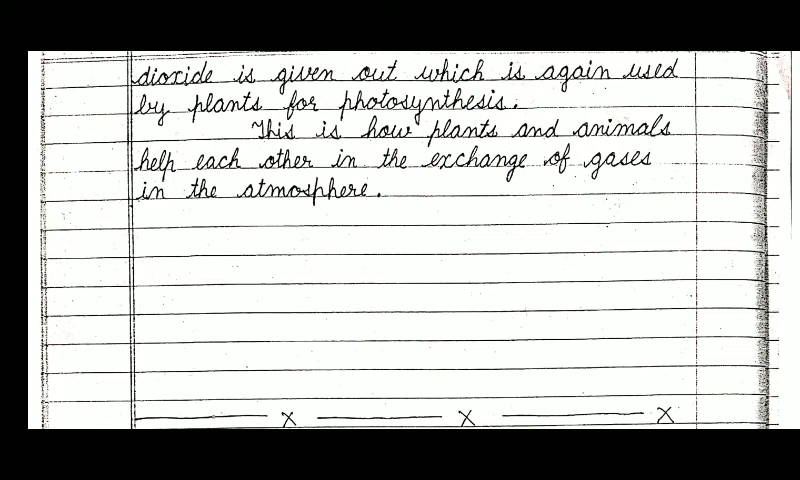 dioxide is given out which is again used
by plants for photosynthesis.
This is how plants and animals
help each other in the exchange of gases
in the atmosphere.
x x x